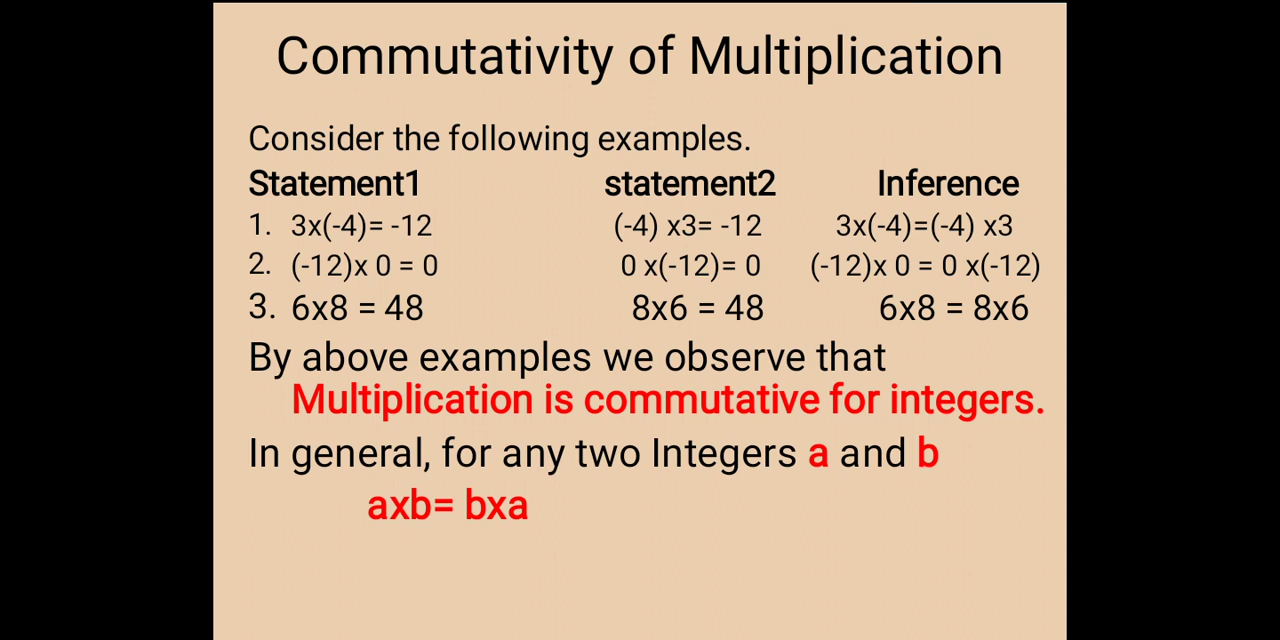 Commutativity of Multiplication
Consider the following examples.
Statement1 statement2 Inference
1. 3x(-4)= -12 (-4) x3= -12 3x(-4)=(-4) x3
2. (-12)x 0 = 0 0 x(-12)= 0 (-12)x 0 = 0 x(-12)
3. 6x8 = 48 8x6 = 48 6x8 = 8x6
By above examples we observe that
Multiplication is commutative for integers.
In general, for any two Integers a and b
axb= bxa